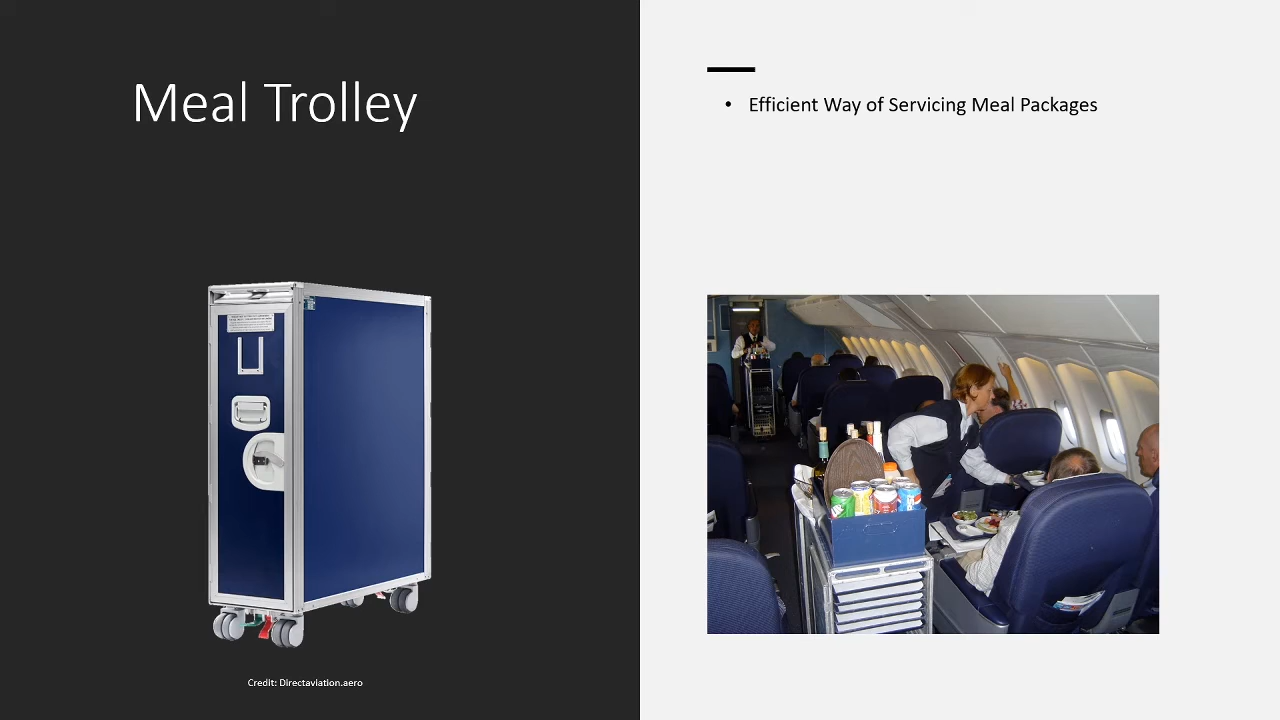 Meal Trolley
• Efficient Way of Servicing Meal Packages
Credit: Directaviation.aero